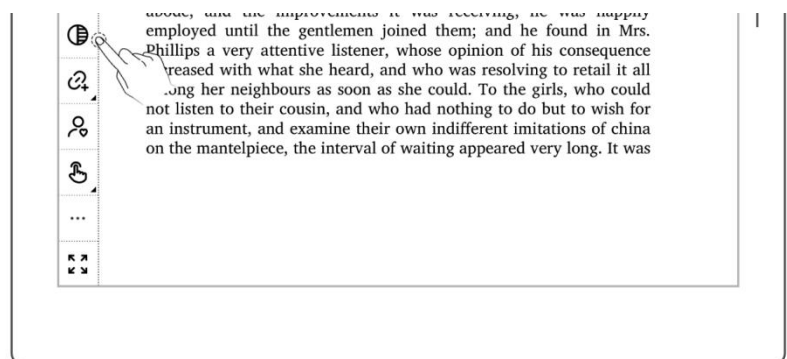 employed until the gentlemen joined them; and he found in Mrs.
Phillips a very attentive listener, whose opinion of his consequence
with what she heard, and who was resolving to retail it all
her neighbours as soon as she could. To the girls, who could
not listen to their cousin, and who had nothing to do but to wish for
an instrument, and examine their own indifferent imitations of china
on the mantelpiece, the interval of waiting appeared very long. It was